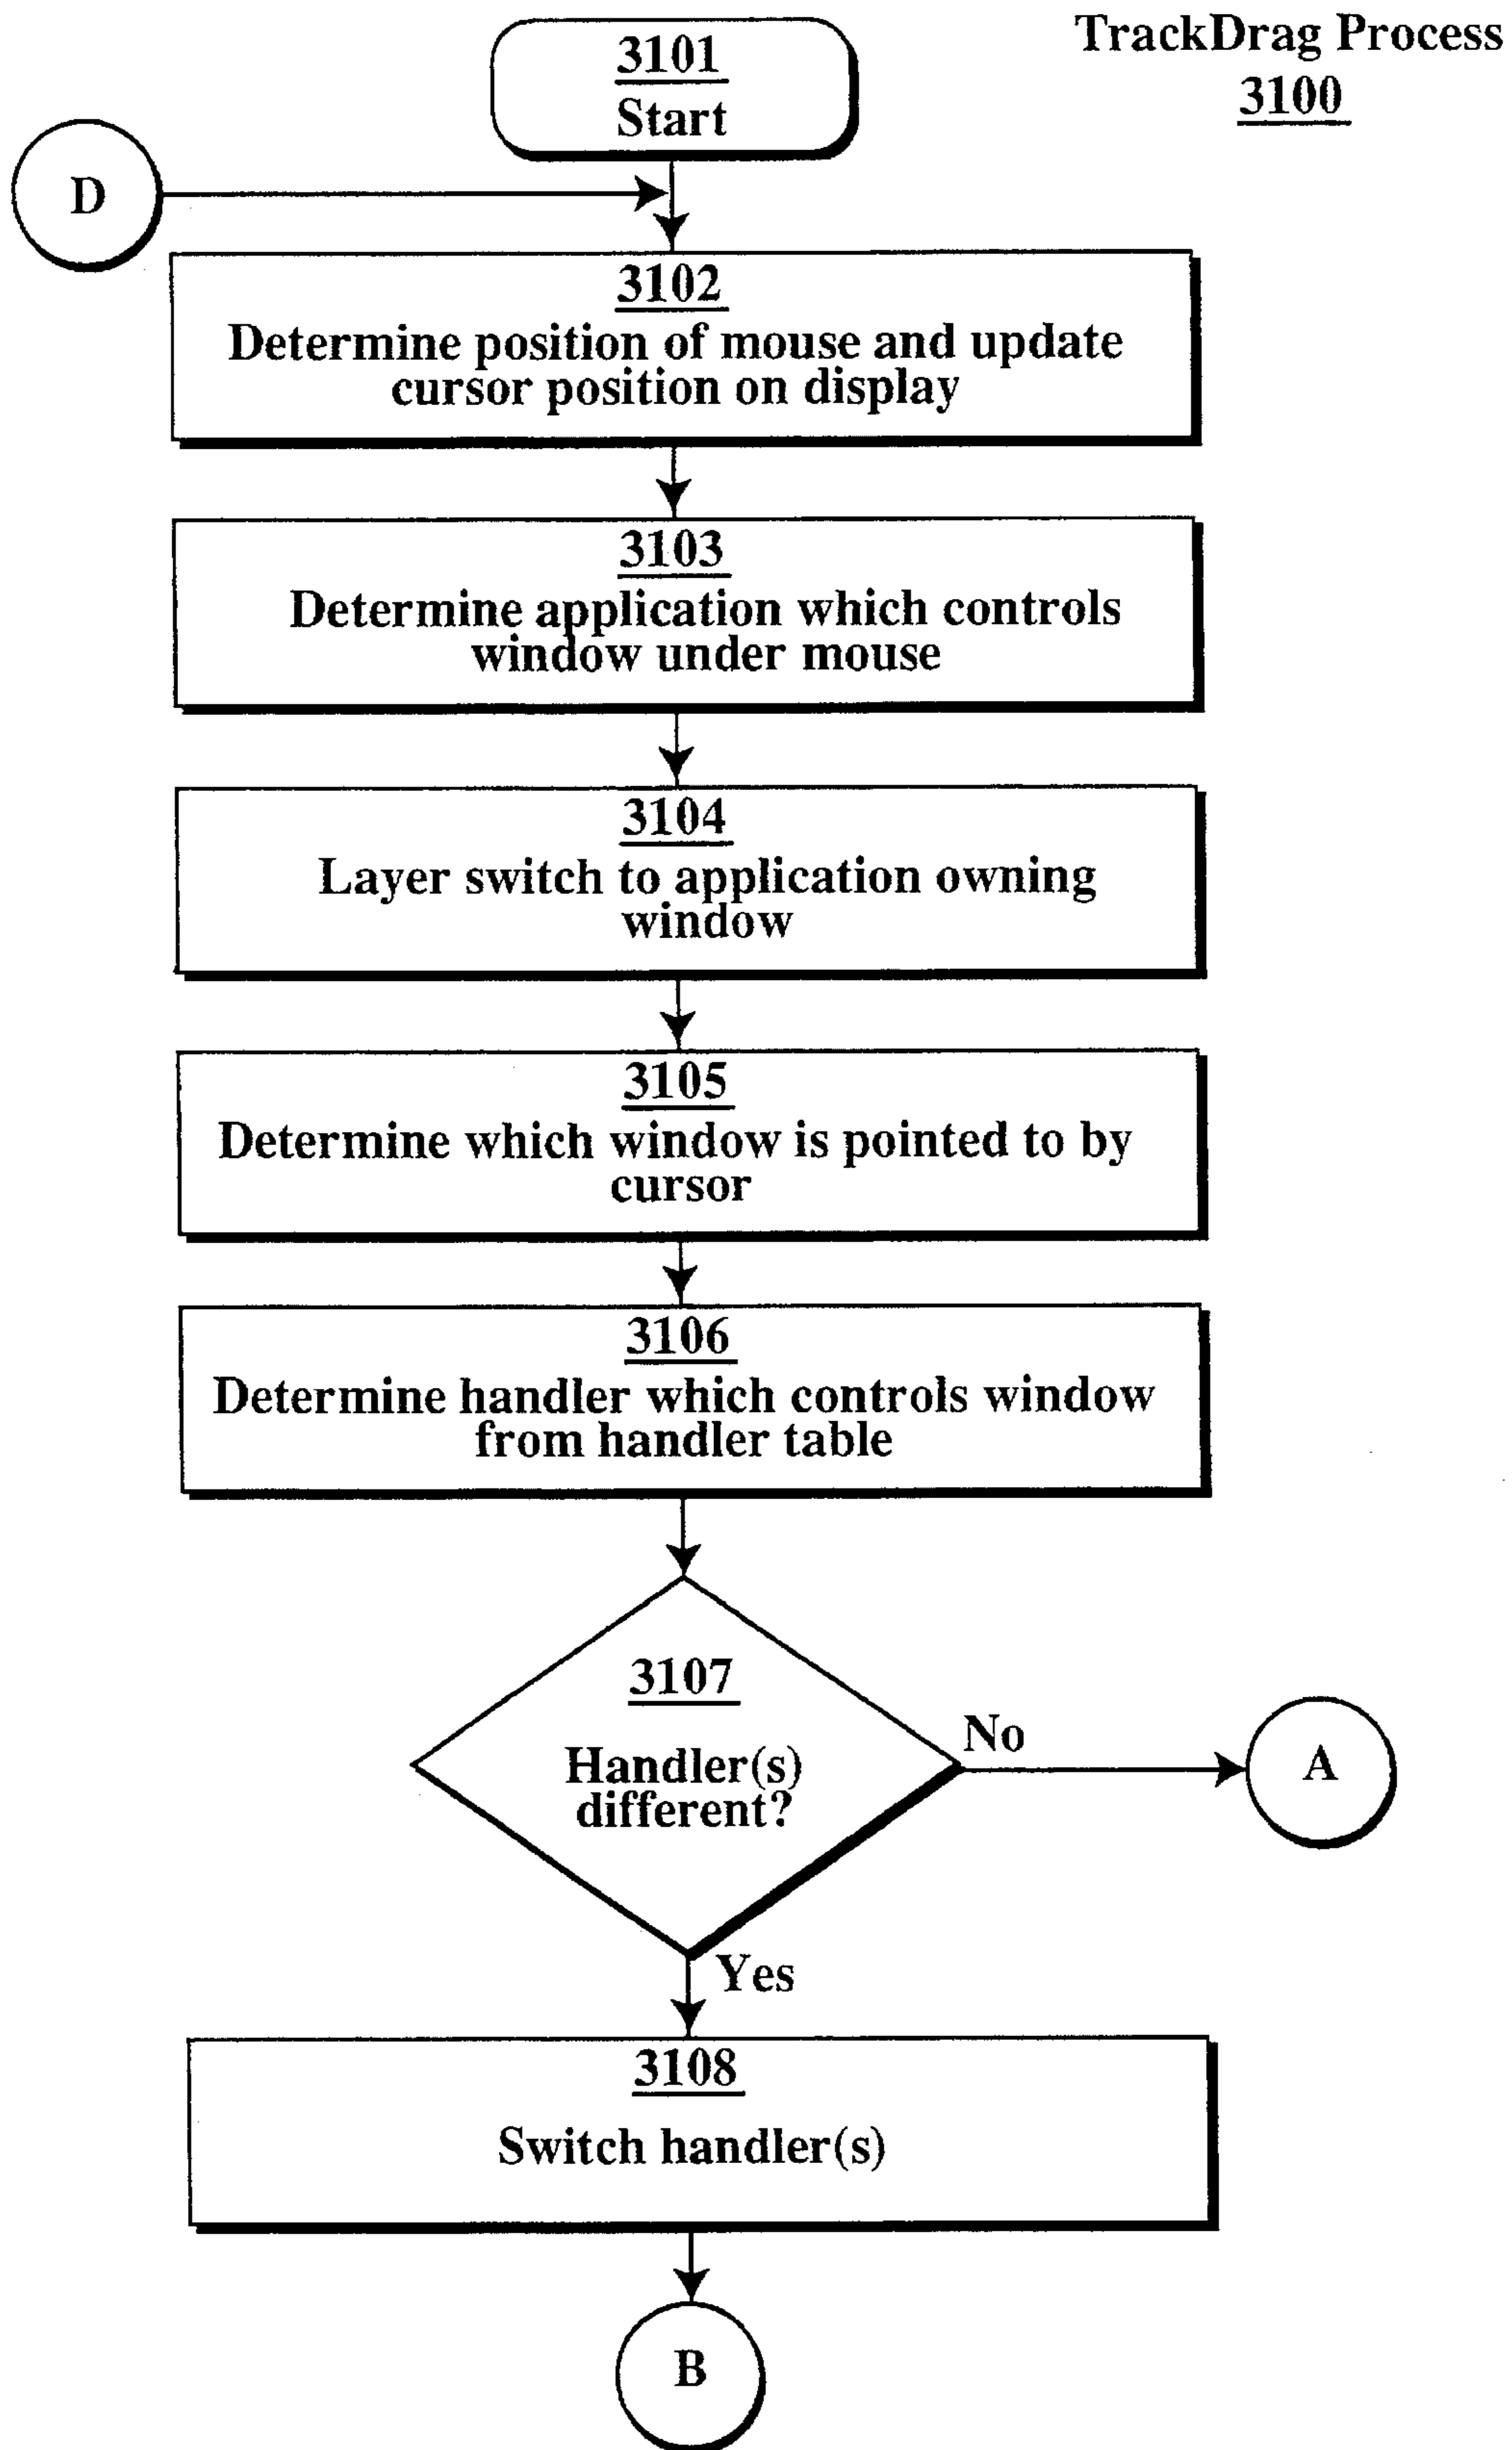 TrackDrag Process
3100
3101
Start
D
3102
Determine position of mouse and update
cursor position on display
3103
Determine application which controls
window under mouse
3104
Layer switch to application owning
window
3105
Determine which window is pointed to by
cursor
3106
Determine handler which controls window
from handler table
3107
Handler(s)
different?
No
A
Yes
3108
Switch handler(s)
B